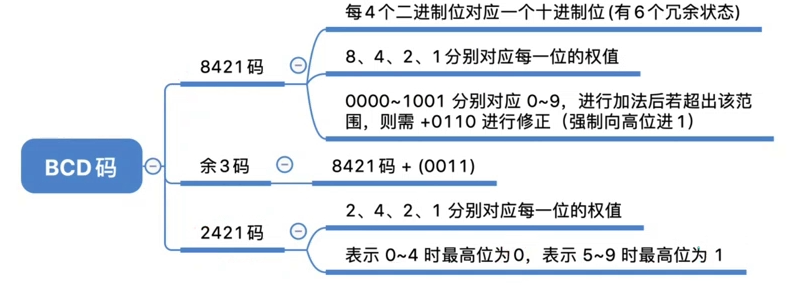 每4个二进制位对应一个十进制位(有6个冗余状态)
8421码
8、4、2、1分别对应每一位的权值
0000~1001 分别对应 0~9，进行加法后若超出该范
围，则需 +0110 进行修正（强制向高位进1）
BCD码
余3码
8421码 + (0011)
2421码
2、4、2、1 分别对应每一位的权值
表示 0~4 时最高位为0，表示 5~9 时最高位为 1